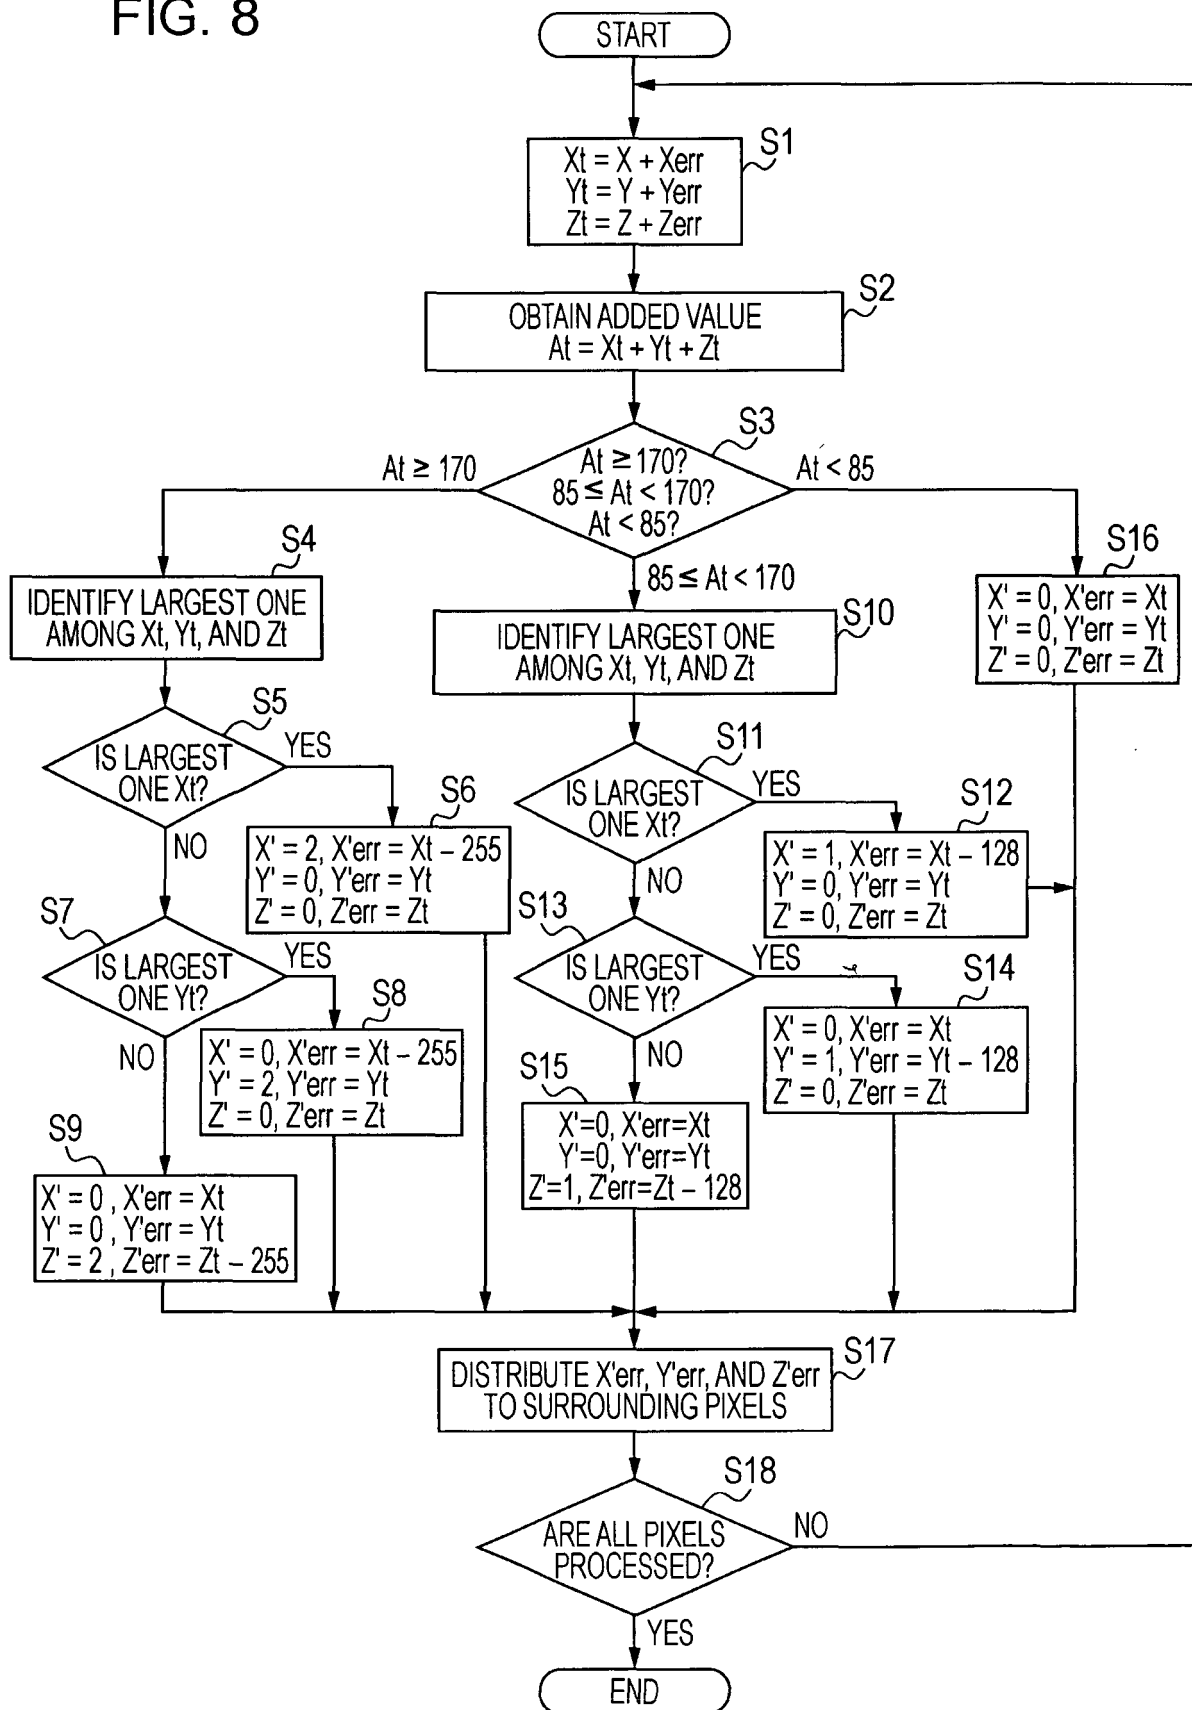 FIG. 8
START
S1
Xt = X + Xerr
Yt = Y + Yerr
Zt = Z + Zerr
S2
OBTAIN ADDED VALUE
At = Xt + Yt + Zt
S3
At ≥ 170
At ≥ 170?
85 ≤ At < 170?
At < 85?
At < 85
85 ≤ At < 170
S4
IDENTIFY LARGEST ONE
AMONG Xt, Yt, AND Zt
S10
IDENTIFY LARGEST ONE
AMONG Xt, Yt, AND Zt
S16
X' = 0, X'err = Xt
Y' = 0, Y'err = Yt
Z' = 0, Z'err = Zt
S5
IS LARGEST
ONE Xt?
YES
NO
S6
X' = 2, X'err = Xt – 255
Y' = 0, Y'err = Yt
Z' = 0, Z'err = Zt
S11
IS LARGEST
ONE Xt?
YES
NO
S12
X' = 1, X'err = Xt – 128
Y' = 0, Y'err = Yt
Z' = 0, Z'err = Zt
S7
IS LARGEST
ONE Yt?
YES
NO
S8
X' = 0, X'err = Xt – 255
Y' = 2, Y'err = Yt
Z' = 0, Z'err = Zt
S13
IS LARGEST
ONE Yt?
YES
NO
S14
X' = 0, X'err = Xt
Y' = 1, Y'err = Yt – 128
Z' = 0, Z'err = Zt
S9
X' = 0 , X'err = Xt
Y' = 0 , Y'err = Yt
Z' = 2 , Z'err = Zt – 255
S15
X'=0, X'err=Xt
Y'=0, Y'err=Yt
Z'=1, Z'err=Zt – 128
S17
DISTRIBUTE X'err, Y'err, AND Z'err
TO SURROUNDING PIXELS
S18
ARE ALL PIXELS
PROCESSED?
NO
YES
END